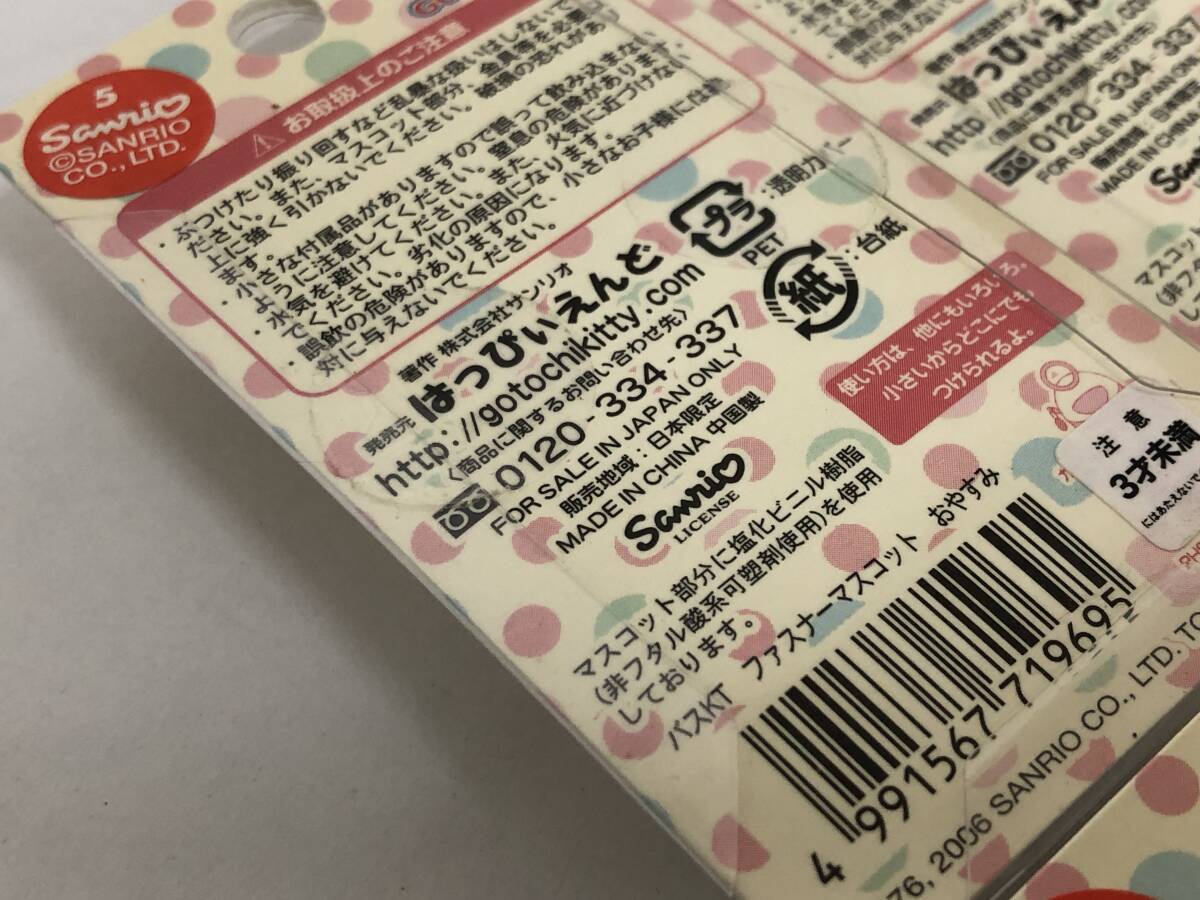 5
Sanrio
©SANRIO
CO., LTD.
お取扱上のご注意
・ぶつけたり振り回すなど乱暴な扱いはしないで
ください。また、マスコット部分、金具等を必要
上に強く引かないでください。破損の恐れがあり
ます。
・小さな付属品がありますので誤って飲み込まない
ように注意してください。窒息の危険があります。
・水気を避けてください。また、火気に近づけない
でください。劣化の原因になります。
・誤飲の危険がありますので、小さなお子様には絶
対に与えないでください。
著作 株式会社サンリオ
発売元 はっぴぃえんど
http://gotochikitty.com
〈商品に関するお問い合わせ先〉
0120-334-337
FOR SALE IN JAPAN ONLY
販売地域：日本限定
MADE IN CHINA 中国製
Sanrio
LICENSE
プラ
PET
：透明カバー
紙
：台紙
使い方は、他にもいろいろ。
小さいからどこにでも
つけられるよ。
マスコット部分に塩化ビニール樹脂
(非フタル酸系可塑剤使用)を使用
しております。
バスKT ファスナーマスコット おやすみ
4 991567 719695
76, 2006 SANRIO CO., LTD.
注意
3才未満
にはあたえない
はっぴぃえんど
http://gotochikitty.com
0120-334-337
FOR SALE IN JAPAN
MADE IN CHINA
マスコット
(非フタ